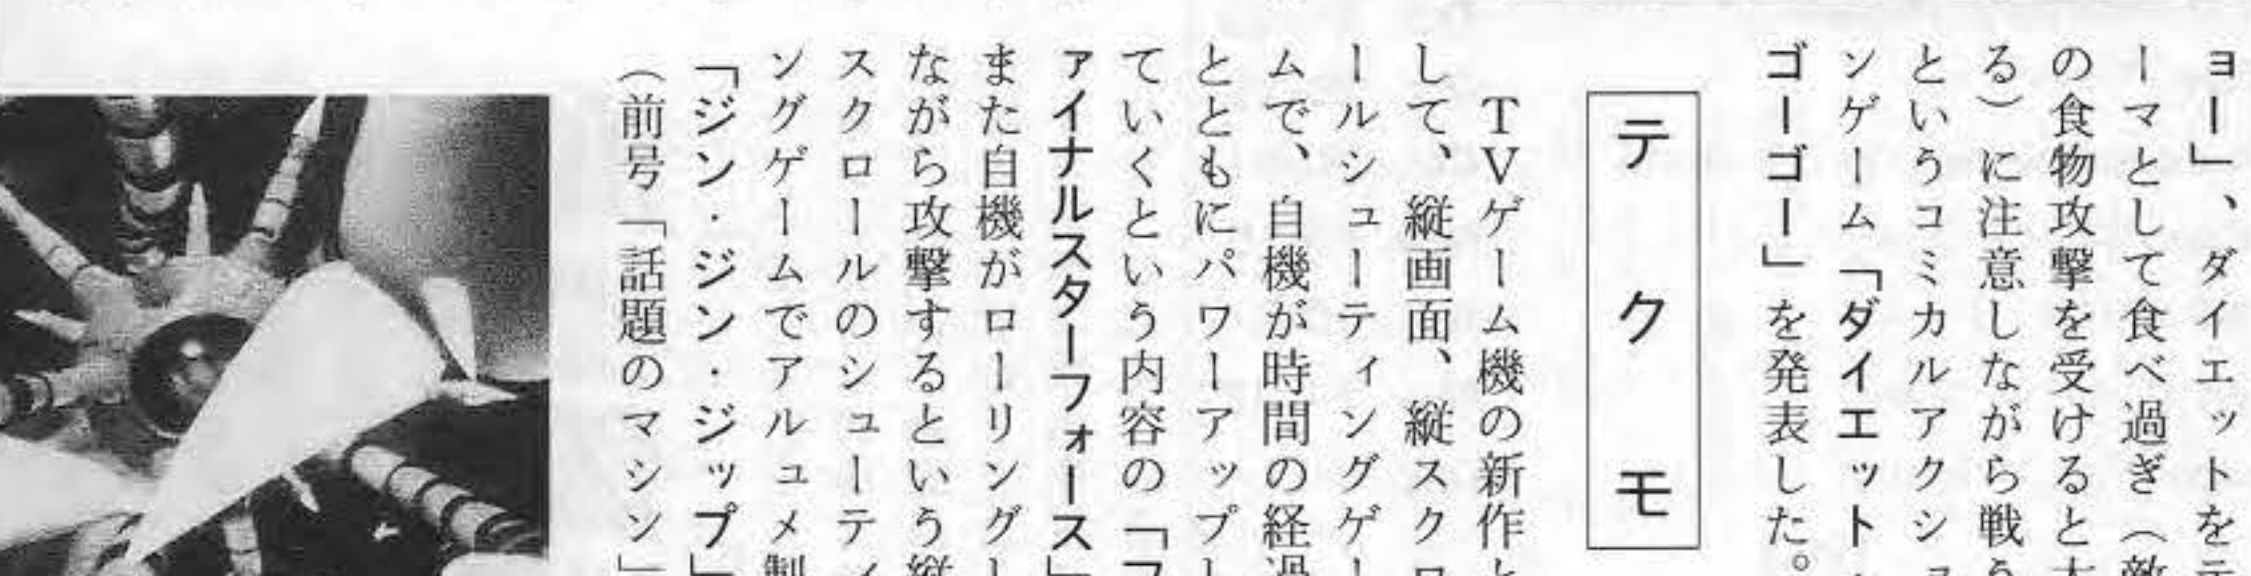 ョー」、ダイエットをテ
ーマとして食べ過ぎ（敵
の食物攻撃を受けると太
る）に注意しながら戦う
というコミカルアクショ
ンゲーム「ダイエット・
ゴーゴー」を発表した。
テクモ
TVゲーム機の新作と
して、縦画面、縦スクロ
ールシューティングゲー
ムで、自機が時間の経過
とともにパワーアップし
ていくという内容の「フ
ァイナルスターフォース」
また自機がローリングし
ながら攻撃するという縦
スクロールのシューティ
ングゲームでアルュメ製
「ジン・ジン・ジップ」
（前号「話題のマシン」